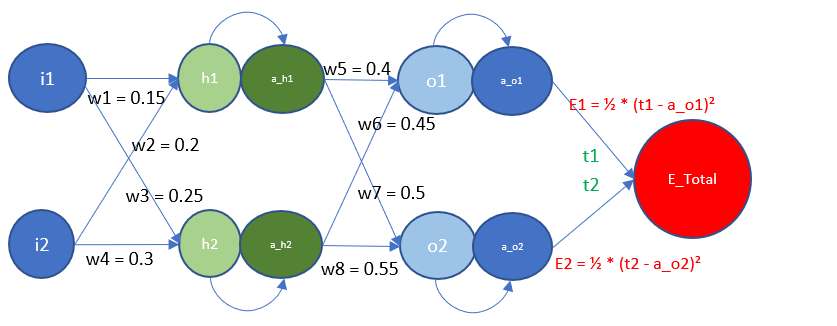 i1
h1
a_h1
w5 = 0.4
o1
a_o1
w1 = 0.15
E1 = ½ * (t1 - a_o1)²
w6 = 0.45
w2 = 0.2
t1
E_Total
t2
w3 = 0.25
w7 = 0.5
i2
h2
a_h2
o2
a_o2
w4 = 0.3
w8 = 0.55
E2 = ½ * (t2 - a_o2)²